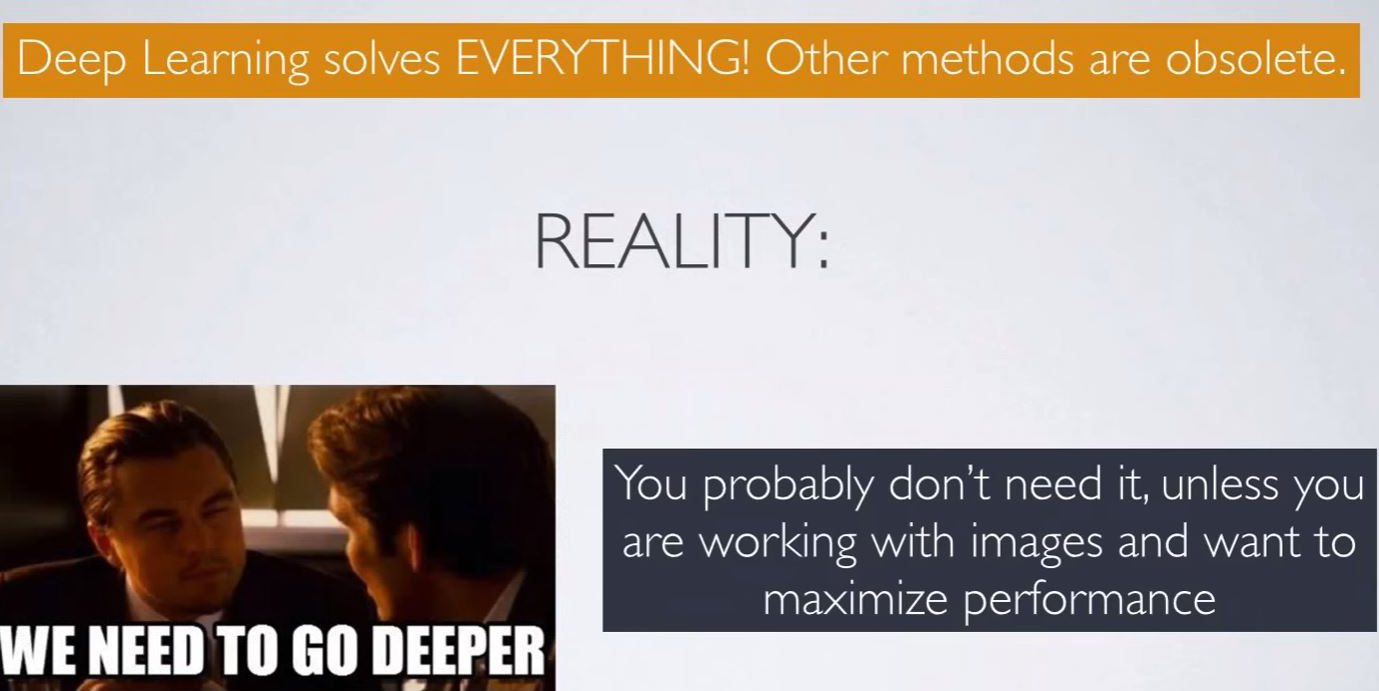 Deep Learning solves EVERYTHING! Other methods are obsolete.
REALITY:
You probably don't need it, unless you
are working with images and want to
maximize performance
WE NEED TO GO DEEPER